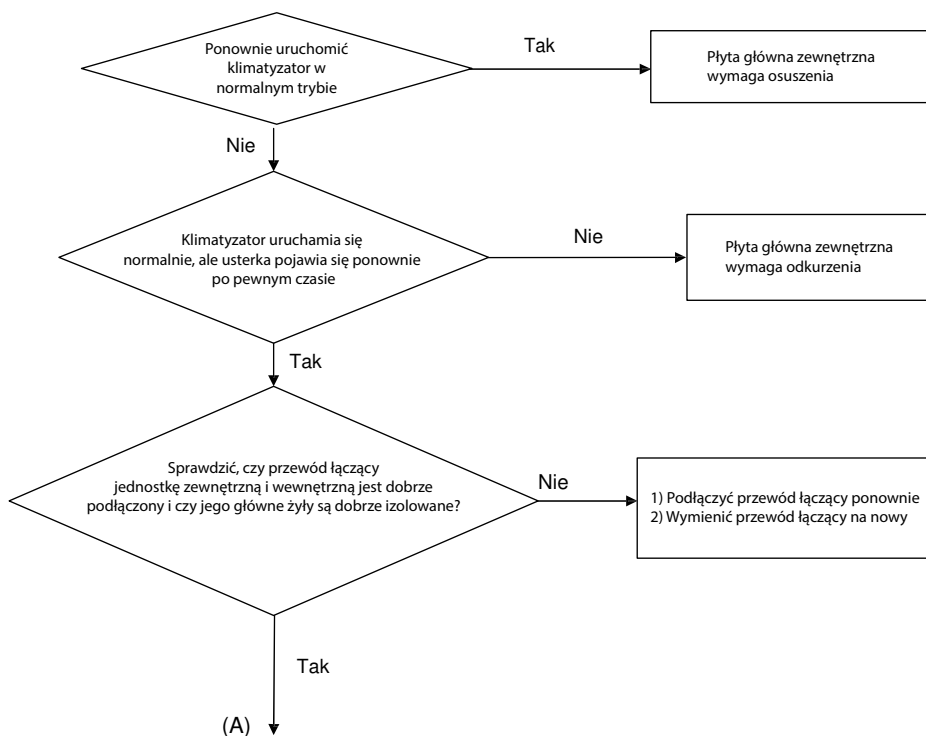 Ponownie uruchomić
klimatyzator w
normalnym trybie
Tak
Płyta główna zewnętrzna
wymaga osuszenia
Nie
Klimatyzator uruchamia się
normalnie, ale usterka pojawia się ponownie
po pewnym czasie
Nie
Płyta główna zewnętrzna
wymaga odkurzenia
Tak
Sprawdzić, czy przewód łączący
jednostkę zewnętrzną i wewnętrzną jest dobrze
podłączony i czy jego główne żyły są dobrze izolowane?
Nie
1) Podłączyć przewód łączący ponownie
2) Wymienić przewód łączący na nowy
Tak
(A)